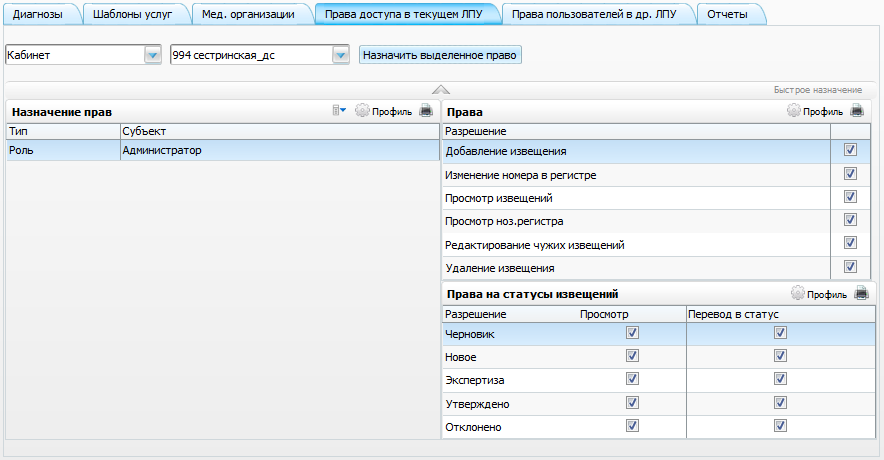 Диагнозы Шаблоны услуг Мед. организации Права доступа в текущем ЛПУ Права пользователей в др. ЛПУ Отчеты
Кабинет 994 сестринская_дс Назначить выделенное право
Быстрое назначение
Назначение прав Профиль
Тип Субъект
Роль Администратор
Права Профиль
Разрешение
Добавление извещения
Изменение номера в регистре
Просмотр извещений
Просмотр ноз.регистра
Редактирование чужих извещений
Удаление извещения
Права на статусы извещений Профиль
Разрешение Просмотр Перевод в статус
Черновик
Новое
Экспертиза
Утверждено
Отклонено